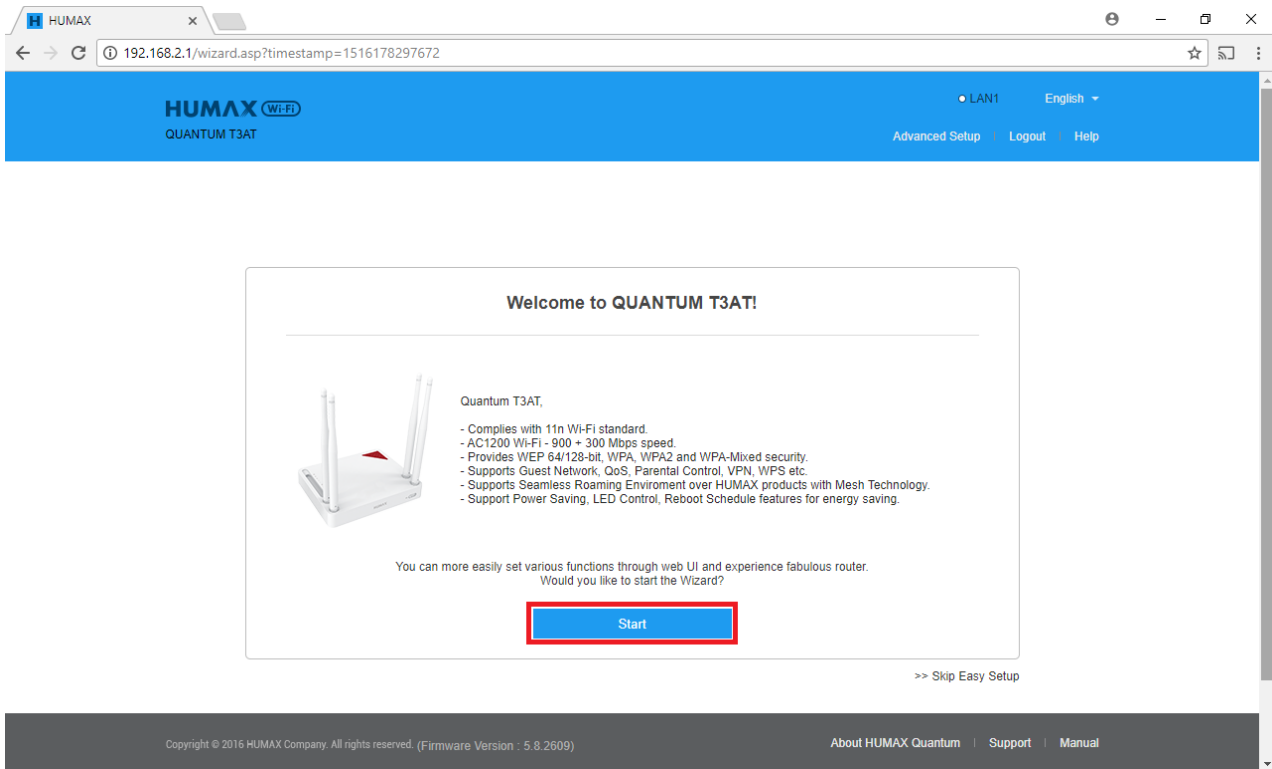 HUMAX
192.168.2.1/wizard.asp?timestamp=1516178297672
HUMAX Wi-Fi
QUANTUM T3AT
LAN1 English
Advanced Setup | Logout | Help
Welcome to QUANTUM T3AT!
Quantum T3AT,
- Complies with 11n Wi-Fi standard.
- AC1200 Wi-Fi - 900 + 300 Mbps speed.
- Provides WEP 64/128-bit, WPA, WPA2 and WPA-Mixed security.
- Supports Guest Network, QoS, Parental Control, VPN, WPS etc.
- Supports Seamless Roaming Enviroment over HUMAX products with Mesh Technology.
- Support Power Saving, LED Control, Reboot Schedule features for energy saving.
You can more easily set various functions through web UI and experience fabulous router.
Would you like to start the Wizard?
Start
>> Skip Easy Setup
Copyright © 2016 HUMAX Company. All rights reserved. (Firmware Version : 5.8.2609)
About HUMAX Quantum | Support | Manual